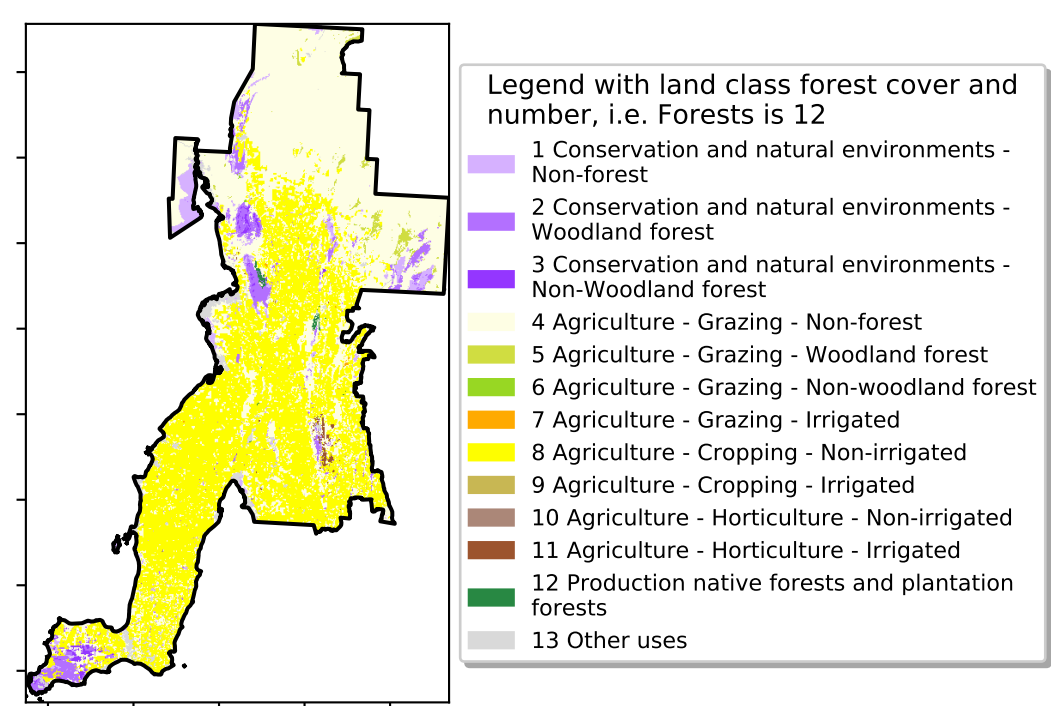 Legend with land class forest cover and
number, i.e. Forests is 12
1 Conservation and natural environments -
Non-forest
2 Conservation and natural environments -
Woodland forest
3 Conservation and natural environments -
Non-Woodland forest
4 Agriculture - Grazing - Non-forest
5 Agriculture - Grazing - Woodland forest
6 Agriculture - Grazing - Non-woodland forest
7 Agriculture - Grazing - Irrigated
8 Agriculture - Cropping - Non-irrigated
9 Agriculture - Cropping - Irrigated
10 Agriculture - Horticulture - Non-irrigated
11 Agriculture - Horticulture - Irrigated
12 Production native forests and plantation
forests
13 Other uses